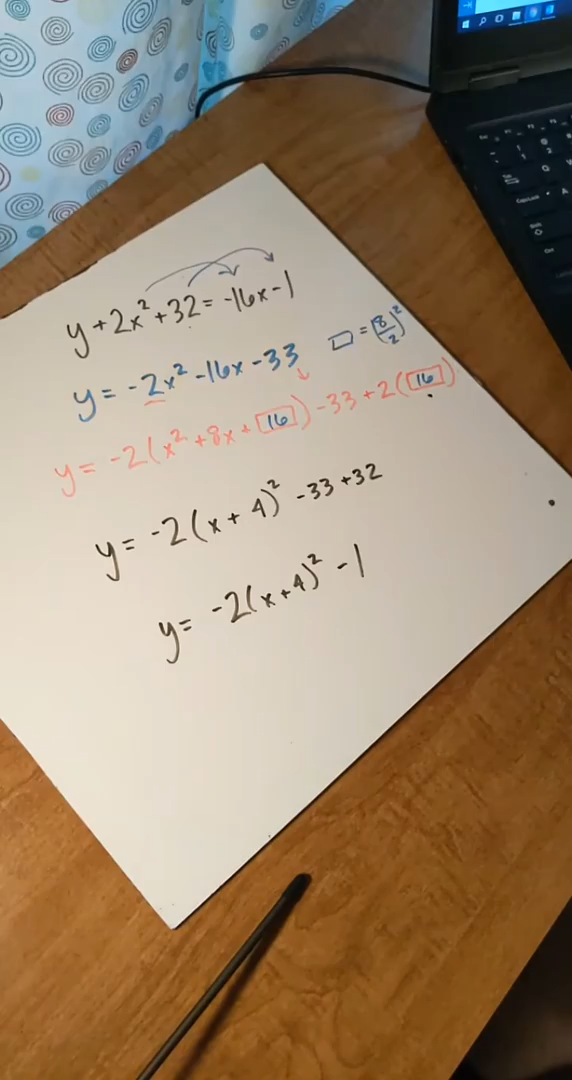 y + 2x² + 32 = -16x - 1
y = -2x² - 16x - 33 □ = (8/2)²
y = -2(x² + 8x + 16) - 33 + 2(16)
y = -2(x + 4)² - 33 + 32
y = -2(x + 4)² - 1